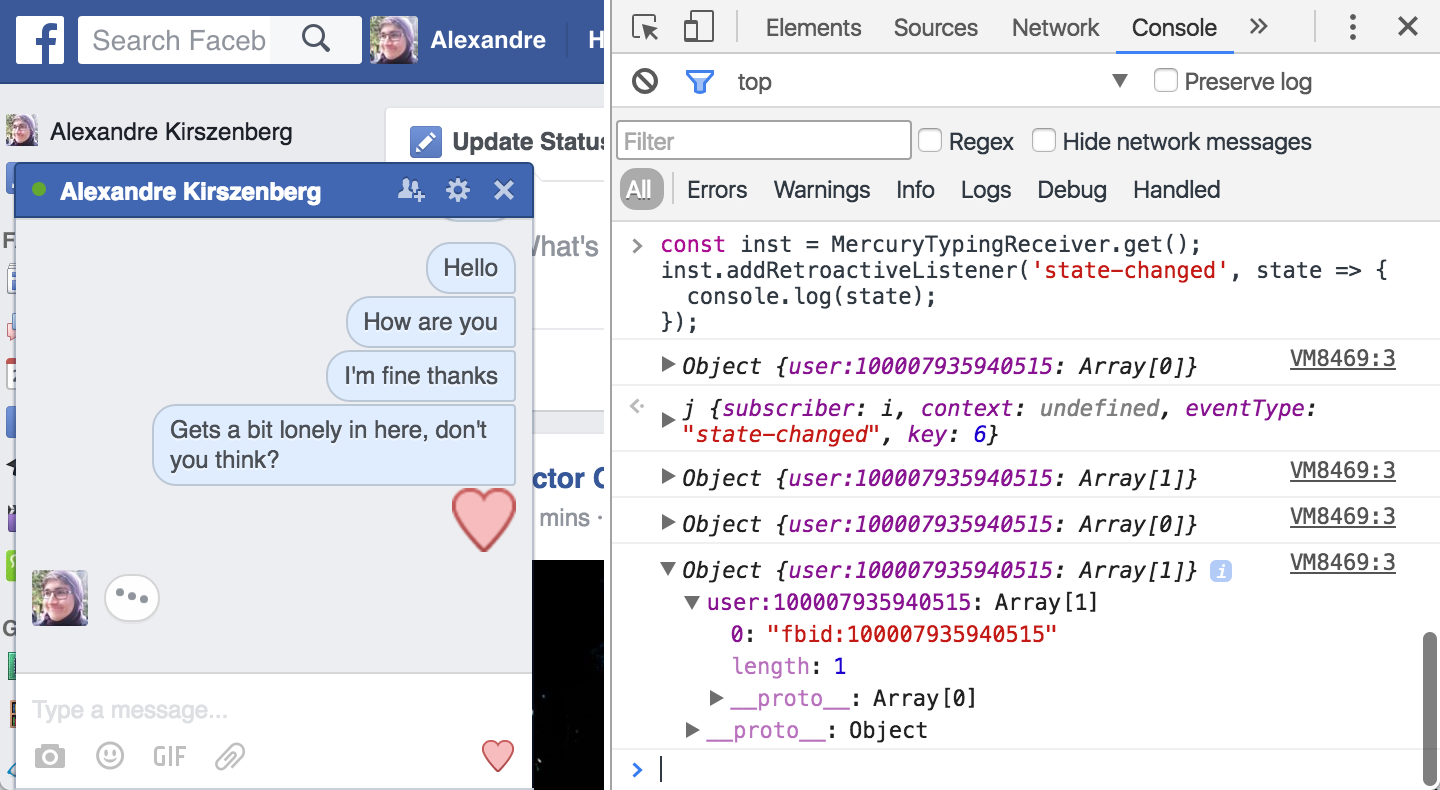 f
Search Faceb
Alexandre
H
Alexandre Kirszenberg
Update Status
Alexandre Kirszenberg
Hello
What's
How are you
I'm fine thanks
Gets a bit lonely in here, don't
you think?
ctor C
mins ·
Type a message...
GIF
Elements Sources Network Console »
top Preserve log
Filter Regex Hide network messages
All Errors Warnings Info Logs Debug Handled
const inst = MercuryTypingReceiver.get();
inst.addRetroactiveListener('state-changed', state => {
console.log(state);
});
Object {user:100007935940515: Array[0]} VM8469:3
j {subscriber: i, context: undefined, eventType:
"state-changed", key: 6}
Object {user:100007935940515: Array[1]} VM8469:3
Object {user:100007935940515: Array[0]} VM8469:3
Object {user:100007935940515: Array[1]} i VM8469:3
user:100007935940515: Array[1]
0: "fbid:100007935940515"
length: 1
__proto__: Array[0]
__proto__: Object